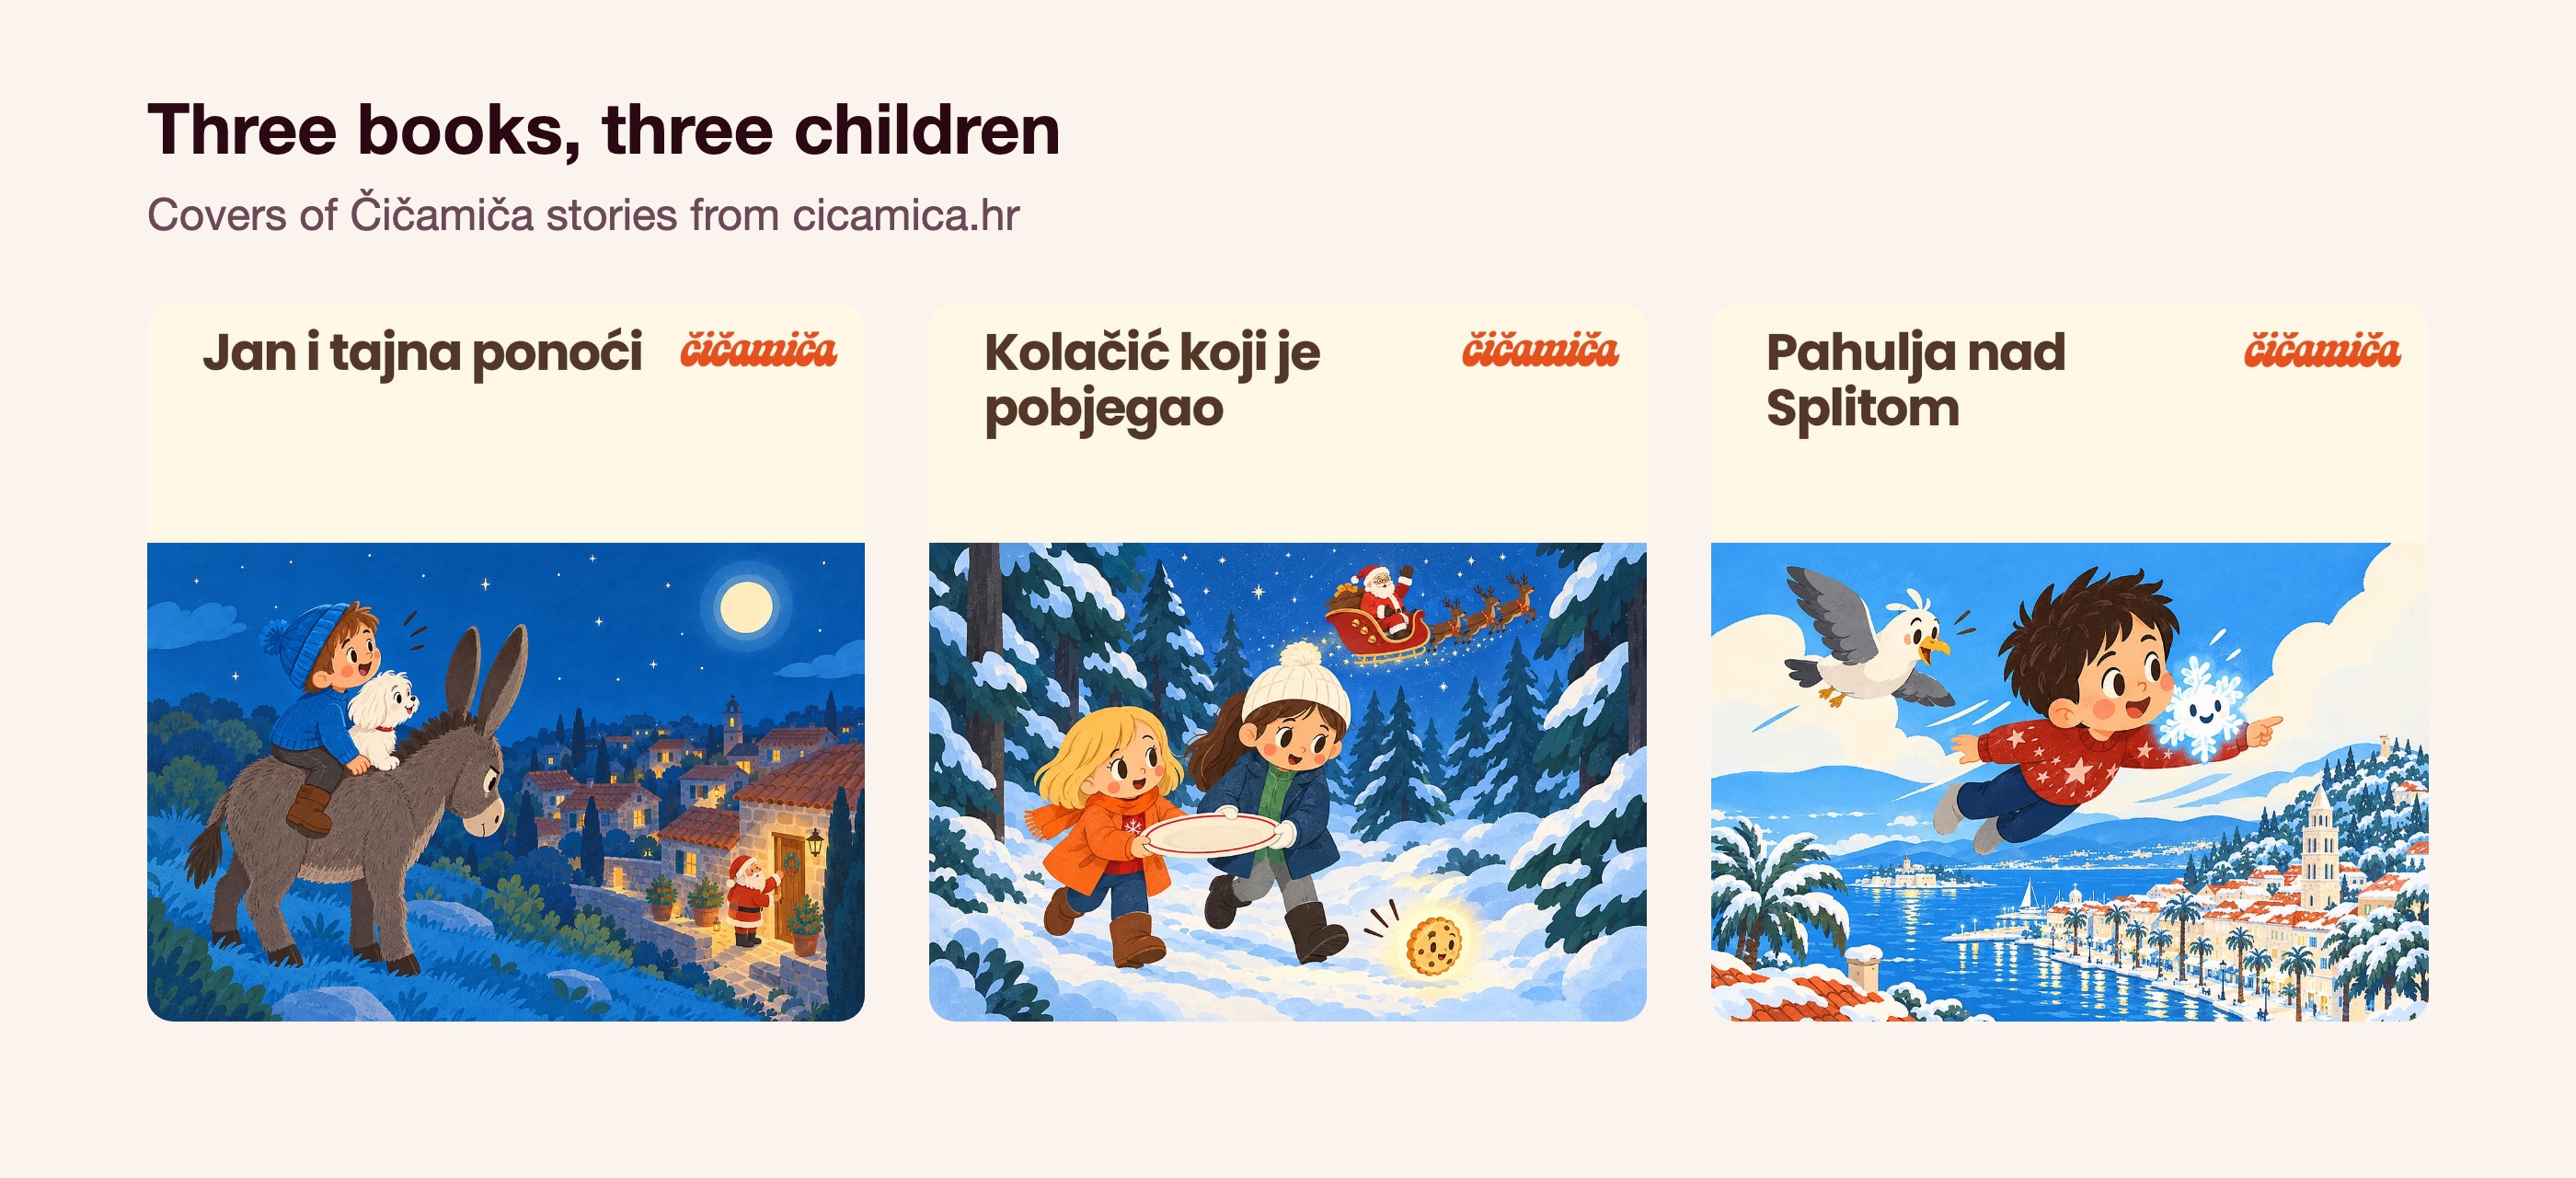 Three books, three children
Covers of Čičamiča stories from cicamica.hr
Jan i tajna ponoći
čičamiča
Kolačić koji je
pobjegao
čičamiča
Pahulja nad
Splitom
čičamiča